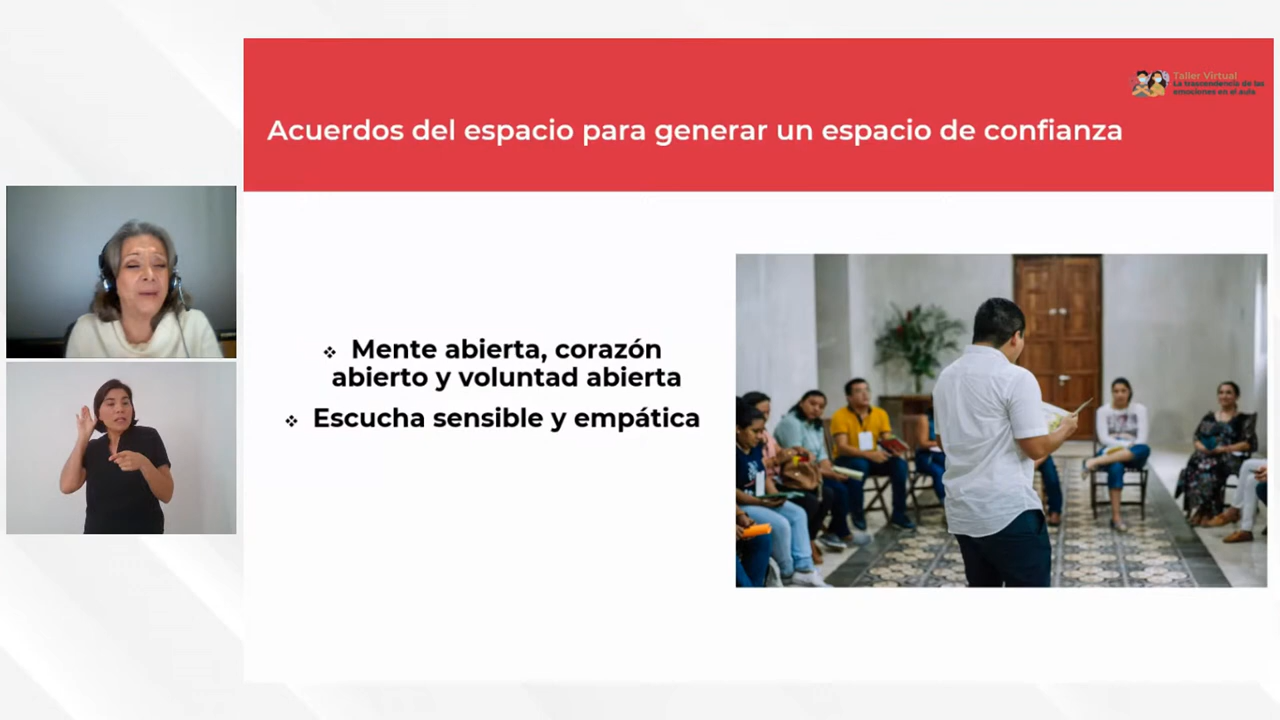 Taller Virtual
La trascendencia de las
emociones en el aula
Acuerdos del espacio para generar un espacio de confianza
❖ Mente abierta, corazón
abierto y voluntad abierta
❖ Escucha sensible y empática